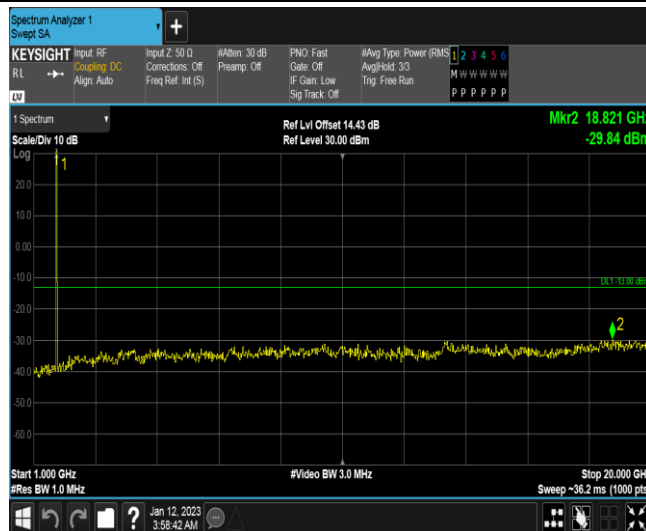 Spectrum Analyzer 1
Swept SA
KEYSIGHT
RL
LXI
Input: RF
Coupling: DC
Align: Auto
Input Z: 50 Ω
Corrections: Off
Freq Ref: Int (S)
#Atten: 30 dB
Preamp: Off
PNO: Fast
Gate: Off
IF Gain: Low
Sig Track: Off
#Avg Type: Power (RMS
Avg|Hold: 3/3
Trig: Free Run
1 2 3 4 5 6
M W W W W W
P P P P P P
1 Spectrum
Scale/Div 10 dB
Ref Lvl Offset 14.43 dB
Ref Level 30.00 dBm
Mkr2 18.821 GHz
-29.84 dBm
Log
1
20.0
10.0
0.00
-10.0
DL1 -13.00 dBm
-20.0
2
-30.0
-40.0
-50.0
-60.0
Start 1.000 GHz
#Video BW 3.0 MHz
Stop 20.000 GHz
#Res BW 1.0 MHz
Sweep ~36.2 ms (1000 pts
Jan 12, 2023
3:58:42 AM